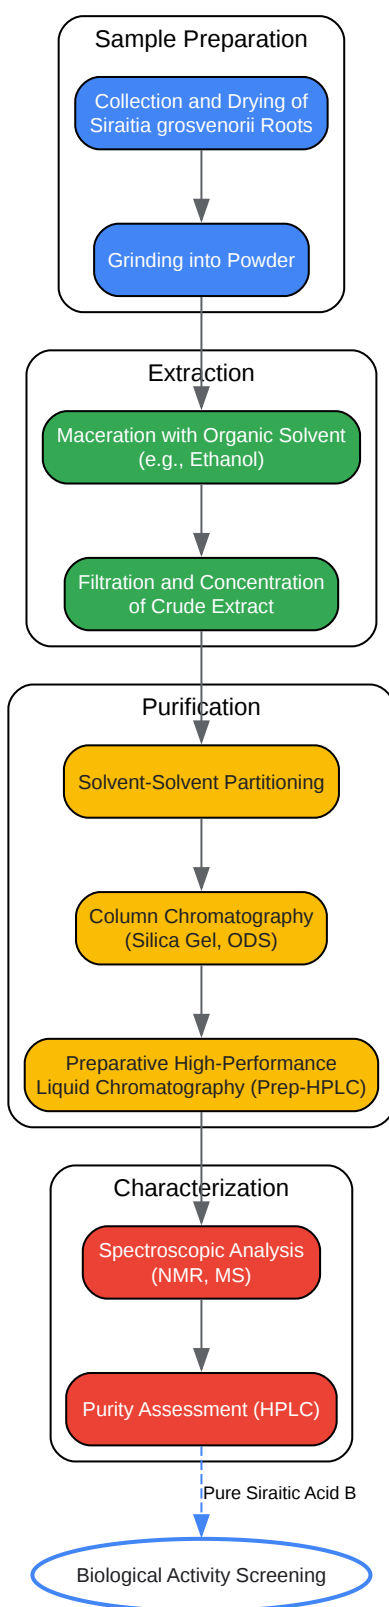 Sample Preparation
Collection and Drying of
Siraitia grosvenorii Roots
Grinding into Powder
Extraction
Maceration with Organic Solvent
(e.g., Ethanol)
Filtration and Concentration
of Crude Extract
Purification
Solvent-Solvent Partitioning
Column Chromatography
(Silica Gel, ODS)
Preparative High-Performance
Liquid Chromatography (Prep-HPLC)
Characterization
Spectroscopic Analysis
(NMR, MS)
Purity Assessment (HPLC)
Pure Siraitic Acid B
Biological Activity Screening